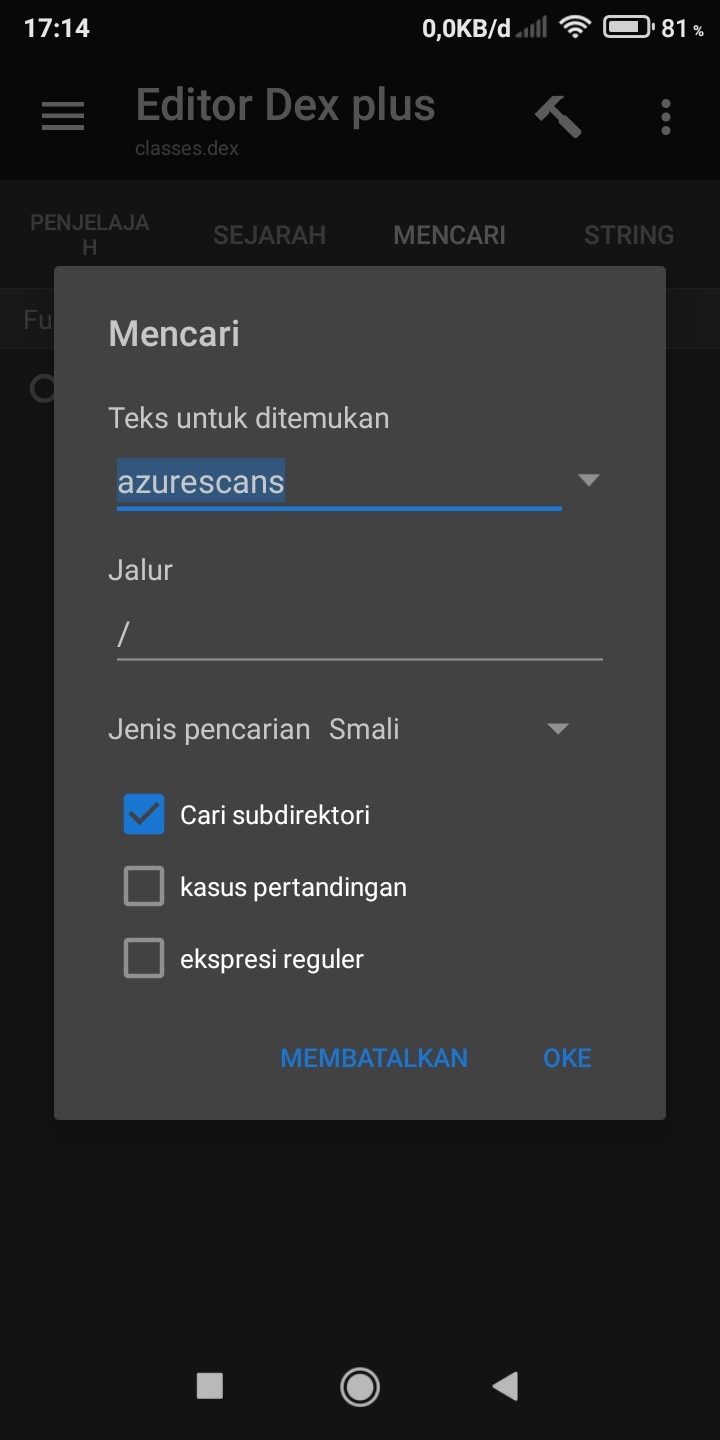 17:14
0,0KB/d
81 %
Editor Dex plus
classes.dex
PENJELAJA
H
SEJARAH
MENCARI
STRING
Fu
Mencari
Teks untuk ditemukan
azurescans
Jalur
/
Jenis pencarian Smali
Cari subdirektori
kasus pertandingan
ekspresi reguler
MEMBATALKAN
OKE